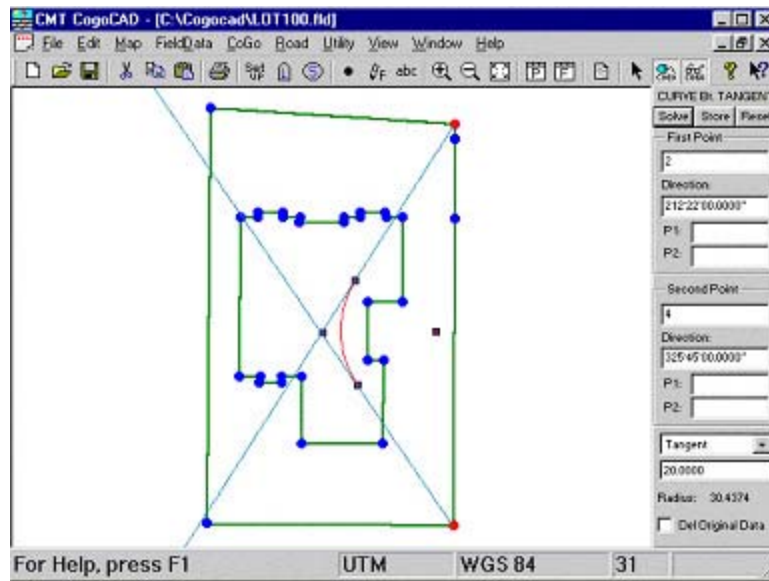 CMT CogoCAD - [C:\Cogocad\LOT100.fld]
File Edit Map FieldData CoGo Road Utility View Window Help
abc
CURVE Bt. TANGENT
Solve Store Reset
First Point
2
Direction:
212°22'00.0000"
P1:
P2:
Second Point
4
Direction:
325°45'00.0000"
P1:
P2:
Tangent
20.0000
Radius: 30.4374
Del Original Data
For Help, press F1 UTM WGS 84 31